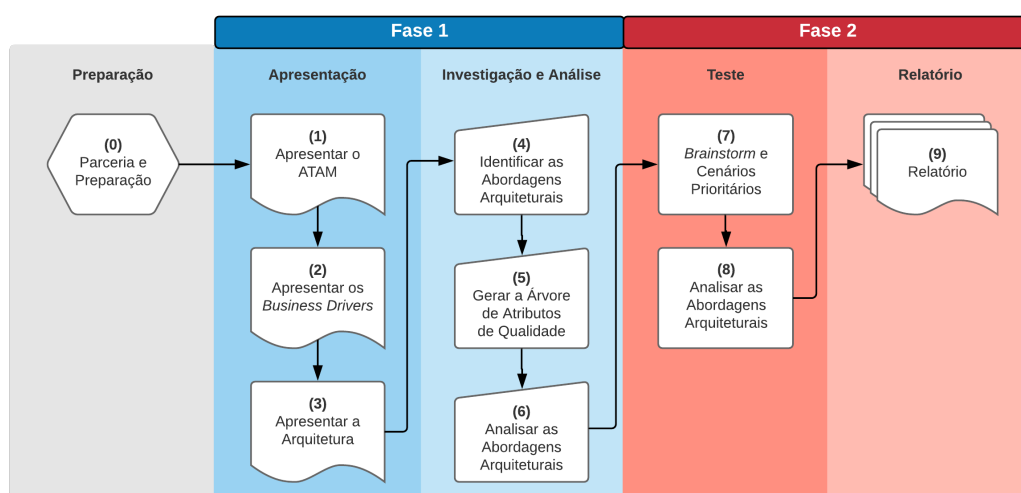 Fase 1
Fase 2
Preparação
Apresentação
Investigação e Análise
Teste
Relatório
(0)
Parceria e
Preparação
(1)
Apresentar o
ATAM
(2)
Apresentar os
Business Drivers
(3)
Apresentar a
Arquitetura
(4)
Identificar as
Abordagens
Arquiteturais
(5)
Gerar a Árvore
de Atributos
de Qualidade
(6)
Analisar as
Abordagens
Arquiteturais
(7)
Brainstorm e
Cenários
Prioritários
(8)
Analisar as
Abordagens
Arquiteturais
(9)
Relatório